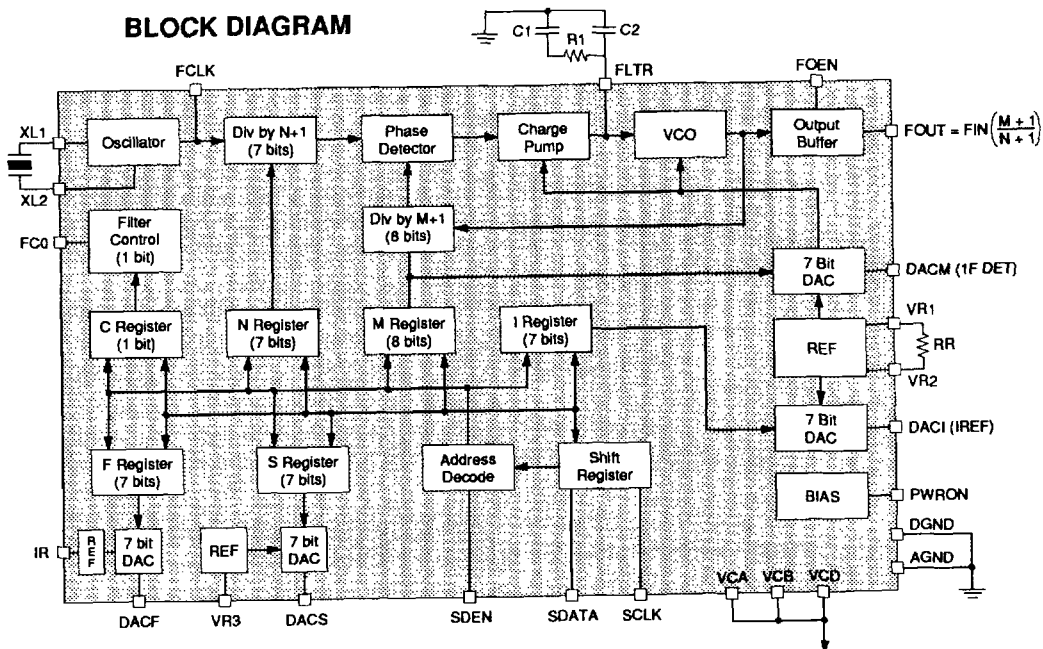 BLOCK DIAGRAM
C1
R1
C2
FCLK
FLTR
FOEN
XL1
Oscillator
Div by N+1
(7 bits)
Phase
Detector
Charge
Pump
VCO
Output
Buffer
FOUT = FIN (M + 1 / N + 1)
XL2
FC0
Filter
Control
(1 bit)
Div by M+1
(8 bits)
7 Bit
DAC
DACM (1F DET)
C Register
(1 bit)
N Register
(7 bits)
M Register
(8 bits)
I Register
(7 bits)
REF
VR1
RR
VR2
7 Bit
DAC
DACI (IREF)
F Register
(7 bits)
S Register
(7 bits)
Address
Decode
Shift
Register
BIAS
PWRON
DGND
AGND
IR
REF
7 bit
DAC
REF
7 bit
DAC
VCA
VCB
VCD
DACF
VR3
DACS
SDEN
SDATA
SCLK